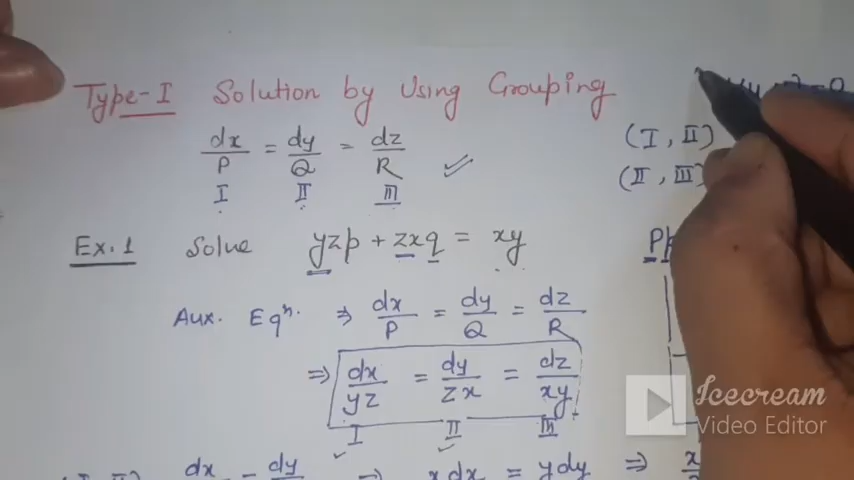 Type-I Solution by Using Grouping
dx/P = dy/Q = dz/R
I II III
(I, II)
(II, III)
Ex.1 Solve yzp + zxq = xy
Aux. Eqⁿ. ⇒ dx/P = dy/Q = dz/R
⇒ dx/yz = dy/zx = dz/xy
I II III
dx = dy ⇒ xdx = ydy ⇒
Icecream
Video Editor